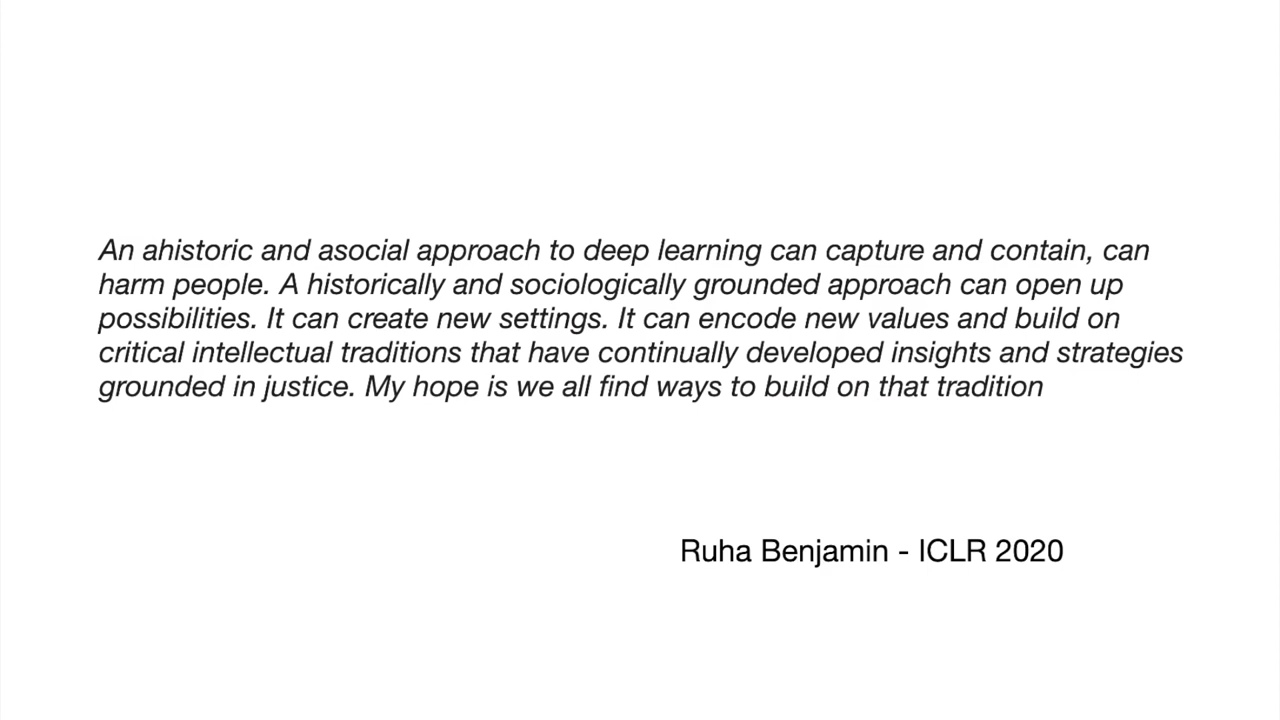 An ahistoric and asocial approach to deep learning can capture and contain, can
harm people. A historically and sociologically grounded approach can open up
possibilities. It can create new settings. It can encode new values and build on
critical intellectual traditions that have continually developed insights and strategies
grounded in justice. My hope is we all find ways to build on that tradition
Ruha Benjamin - ICLR 2020